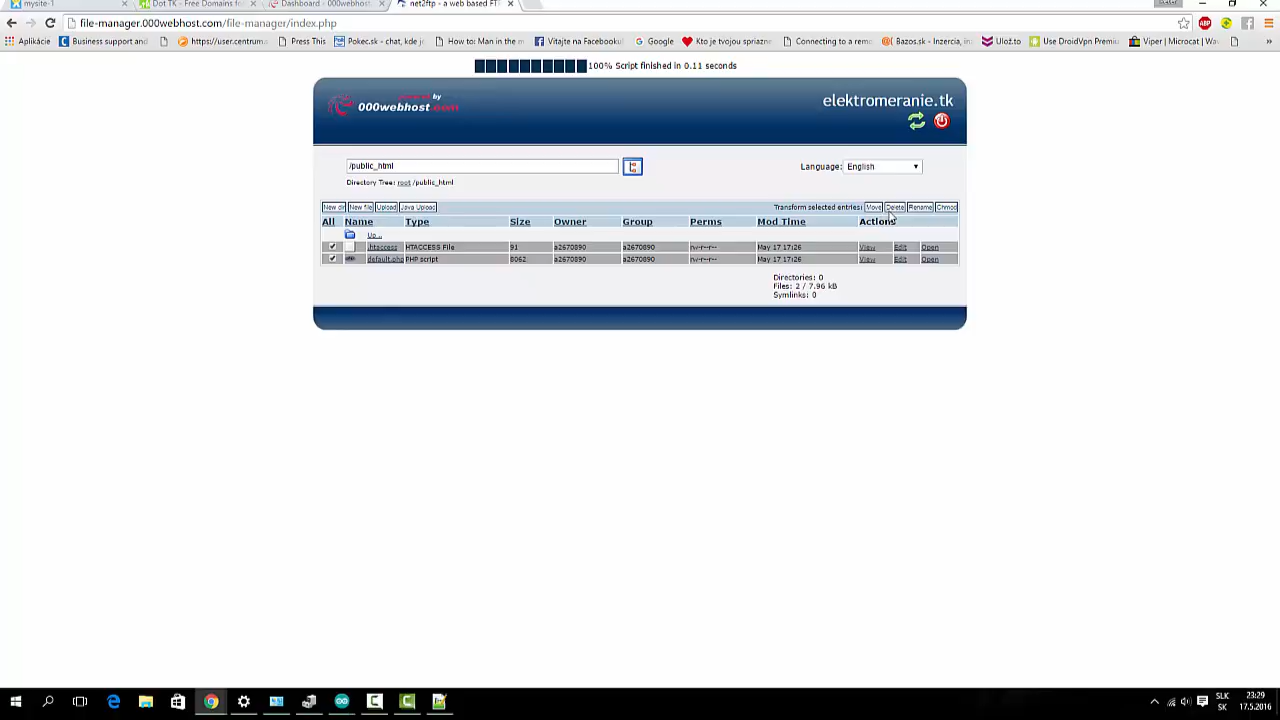 mysite-1
Dot TK - Free Domains fo
Dashboard - 000webhost
net2ftp - a web based FT
file-manager.000webhost.com/file-manager/index.php
Aplikácie
Business support and
https://user.centrum
Press This
Pokec.sk - chat, kde j
How to: Man in the m
Vitajte na Facebooku
Google
Kto je tvojou spriazne
Connecting to a remo
Bazos.sk - Inzercia, in
Ulož.to
Use DroidVpn Premiu
Viper | Microcat | Wav
100% Script finished in 0.11 seconds
powered by
000webhost.com
elektromeranie.tk
/public_html
Language: English
Directory Tree: root /public_html
New dir New file Upload Java Upload
Transform selected entries: Move Delete Rename Chmod
All Name Type Size Owner Group Perms Mod Time Actions
Up ..
.htaccess HTACCESS File 91 a2670890 a2670890 rw-r--r-- May 17 17:26 View Edit Open
default.php PHP script 8062 a2670890 a2670890 rw-r--r-- May 17 17:26 View Edit Open
Directories: 0
Files: 2 / 7.96 kB
Symlinks: 0
SLK 23:29
SK 17.5.2016